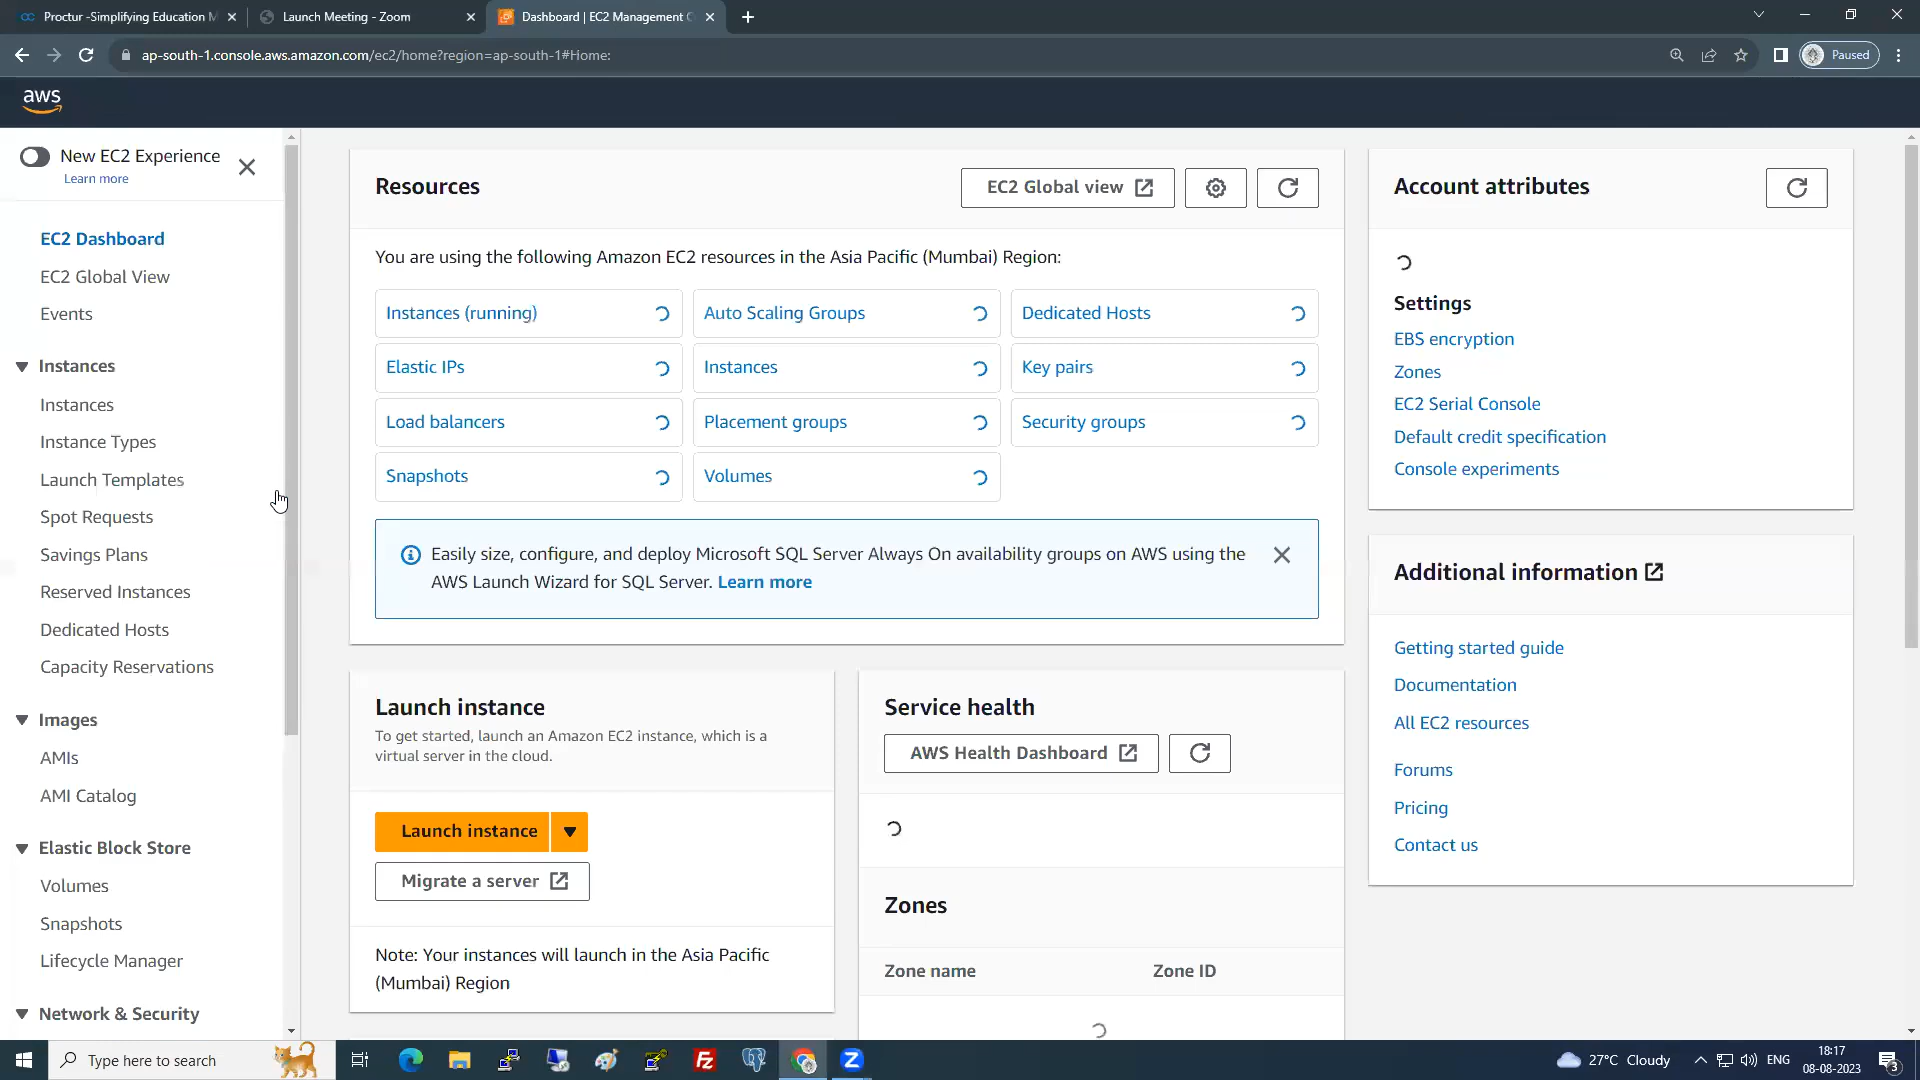 Proctur -Simplifying Education M
Launch Meeting - Zoom
Dashboard | EC2 Management C
ap-south-1.console.aws.amazon.com/ec2/home?region=ap-south-1#Home:
Paused
aws
New EC2 Experience
Learn more
EC2 Dashboard
EC2 Global View
Events
Instances
Instances
Instance Types
Launch Templates
Spot Requests
Savings Plans
Reserved Instances
Dedicated Hosts
Capacity Reservations
Images
AMIs
AMI Catalog
Elastic Block Store
Volumes
Snapshots
Lifecycle Manager
Network & Security
Resources
EC2 Global view
You are using the following Amazon EC2 resources in the Asia Pacific (Mumbai) Region:
Instances (running)
Auto Scaling Groups
Dedicated Hosts
Elastic IPs
Instances
Key pairs
Load balancers
Placement groups
Security groups
Snapshots
Volumes
Easily size, configure, and deploy Microsoft SQL Server Always On availability groups on AWS using the
AWS Launch Wizard for SQL Server. Learn more
Launch instance
To get started, launch an Amazon EC2 instance, which is a
virtual server in the cloud.
Launch instance
Migrate a server
Note: Your instances will launch in the Asia Pacific
(Mumbai) Region
Service health
AWS Health Dashboard
Zones
Zone name
Zone ID
Account attributes
Settings
EBS encryption
Zones
EC2 Serial Console
Default credit specification
Console experiments
Additional information
Getting started guide
Documentation
All EC2 resources
Forums
Pricing
Contact us
Type here to search
27°C Cloudy
ENG
18:17
08-08-2023
3